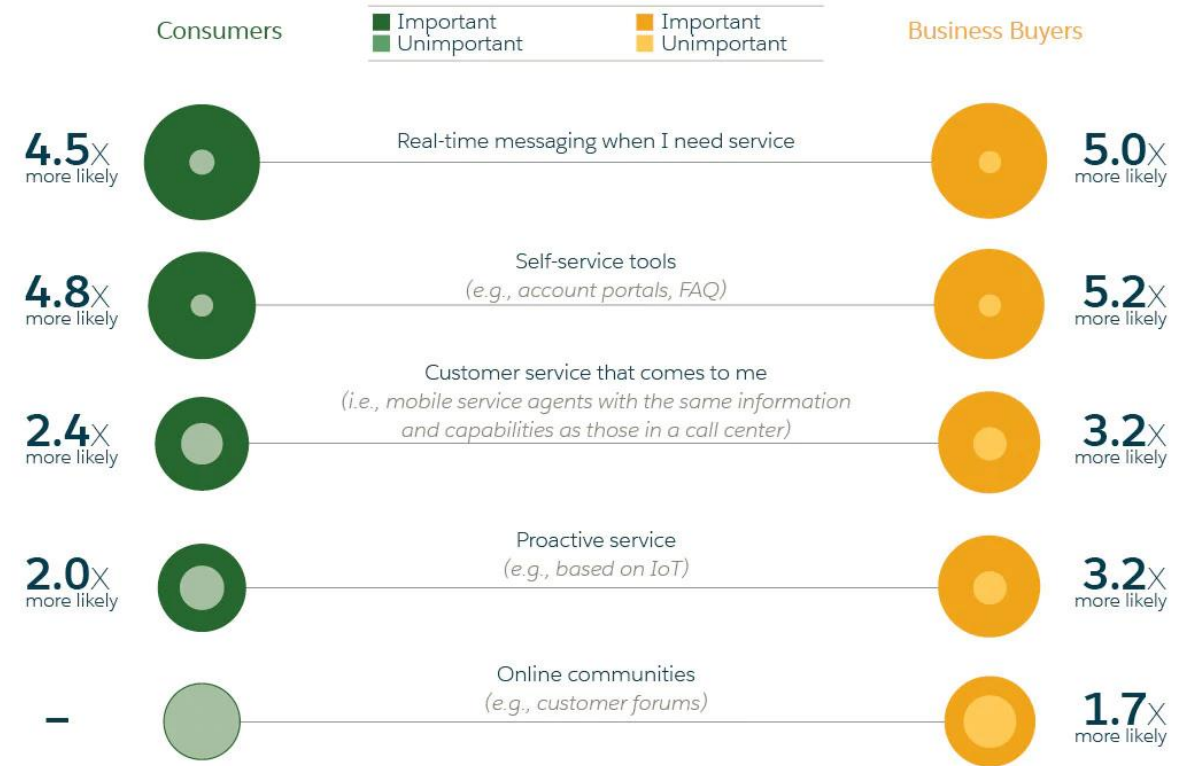 Consumers
Important
Unimportant
Important
Unimportant
Business Buyers
4.5X
more likely
Real-time messaging when I need service
5.0X
more likely
4.8X
more likely
Self-service tools
(e.g., account portals, FAQ)
5.2X
more likely
2.4X
more likely
Customer service that comes to me
(i.e., mobile service agents with the same information
and capabilities as those in a call center)
3.2X
more likely
2.0X
more likely
Proactive service
(e.g., based on IoT)
3.2X
more likely
–
Online communities
(e.g., customer forums)
1.7X
more likely